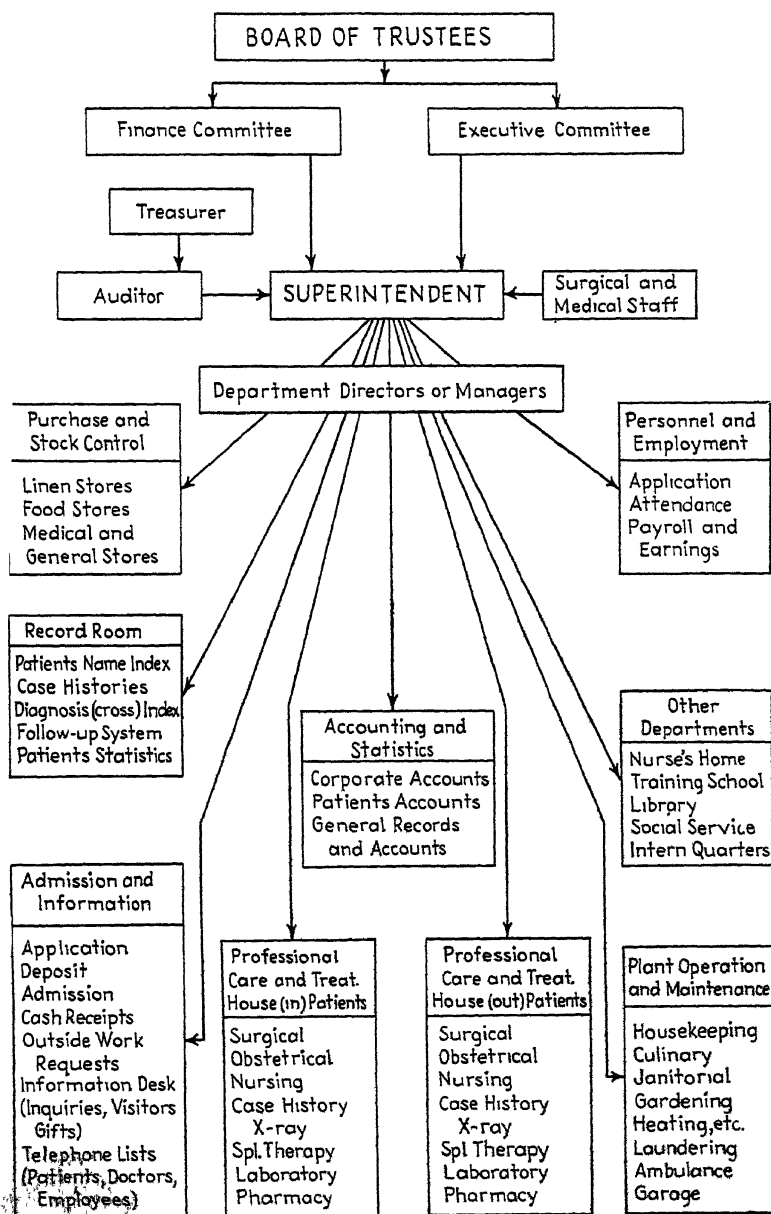 BOARD OF TRUSTEES
Finance Committee
Executive Committee
Treasurer
Auditor
SUPERINTENDENT
Surgical and
Medical Staff
Department Directors or Managers
Purchase and
Stock Control
Linen Stores
Food Stores
Medical and
General Stores
Personnel and
Employment
Application
Attendance
Payroll and
Earnings
Record Room
Patients Name Index
Case Histories
Diagnosis (cross) Index
Follow-up System
Patients Statistics
Accounting and
Statistics
Corporate Accounts
Patients Accounts
General Records
and Accounts
Other
Departments
Nurse's Home
Training School
Library
Social Service
Intern Quarters
Admission and
Information
Application
Deposit
Admission
Cash Receipts
Outside Work
Requests
Information Desk
(Inquiries, Visitors
Gifts)
Telephone Lists
(Patients, Doctors,
Employees)
Professional
Care and Treat.
House (in) Patients
Surgical
Obstetrical
Nursing
Case History
X-ray
Spl. Therapy
Laboratory
Pharmacy
Professional
Care and Treat.
House (out) Patients
Surgical
Obstetrical
Nursing
Case History
X-ray
Spl Therapy
Laboratory
Pharmacy
Plant Operation
and Maintenance
Housekeeping
Culinary
Janitorial
Gardening
Heating, etc.
Laundering
Ambulance
Garage